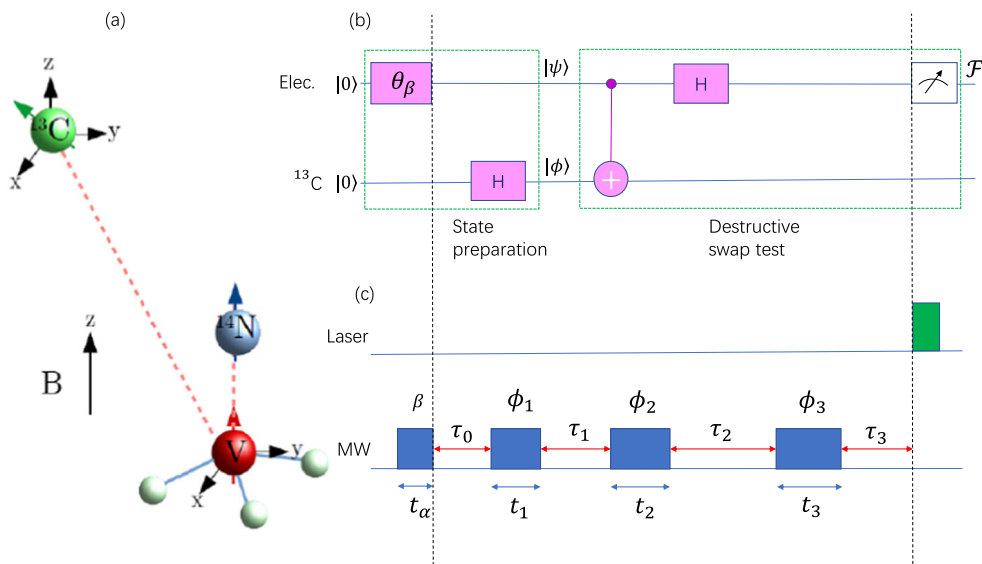 (a)
z
¹³C
y
x
z
B
¹⁴N
V
y
x
(b)
Elec.
|0⟩
θβ
|ψ⟩
H
ℱ
¹³C
|0⟩
H
|ϕ⟩
State
preparation
Destructive
swap test
(c)
Laser
MW
β
ϕ₁
ϕ₂
ϕ₃
τ₀
τ₁
τ₂
τ₃
tα
t₁
t₂
t₃